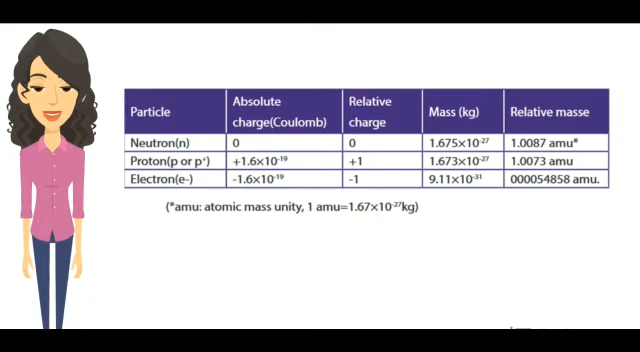 Particle Absolute charge(Coulomb) Relative charge Mass (kg) Relative masse
Neutron(n) 0 0 1.675×10⁻²⁷ 1.0087 amu*
Proton(p or p⁺) +1.6×10⁻¹⁹ +1 1.673×10⁻²⁷ 1.0073 amu
Electron(e-) -1.6×10⁻¹⁹ -1 9.11×10⁻³¹ 000054858 amu.
(*amu: atomic mass unity, 1 amu=1.67×10⁻²⁷kg)